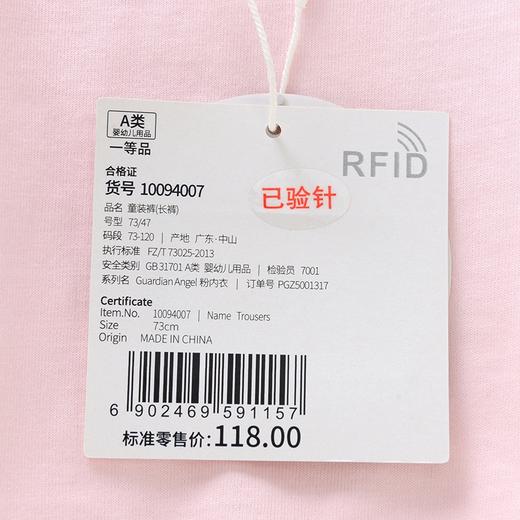 A类
婴幼儿用品
一等品
RFID
合格证
货号 10094007
已验针
品名 童装裤(长裤)
号型 73/47
码段 73-120 | 产地 广东·中山
执行标准 FZ/T 73025-2013
安全类别 GB 31701 A类 婴幼儿用品 | 检验员 7001
系列名 Guardian Angel 粉内衣 | 订单号 PGZ5001317
Certificate
Item.No. 10094007 | Name Trousers
Size 73cm
Origin MADE IN CHINA
6 902469 591157
标准零售价:118.00